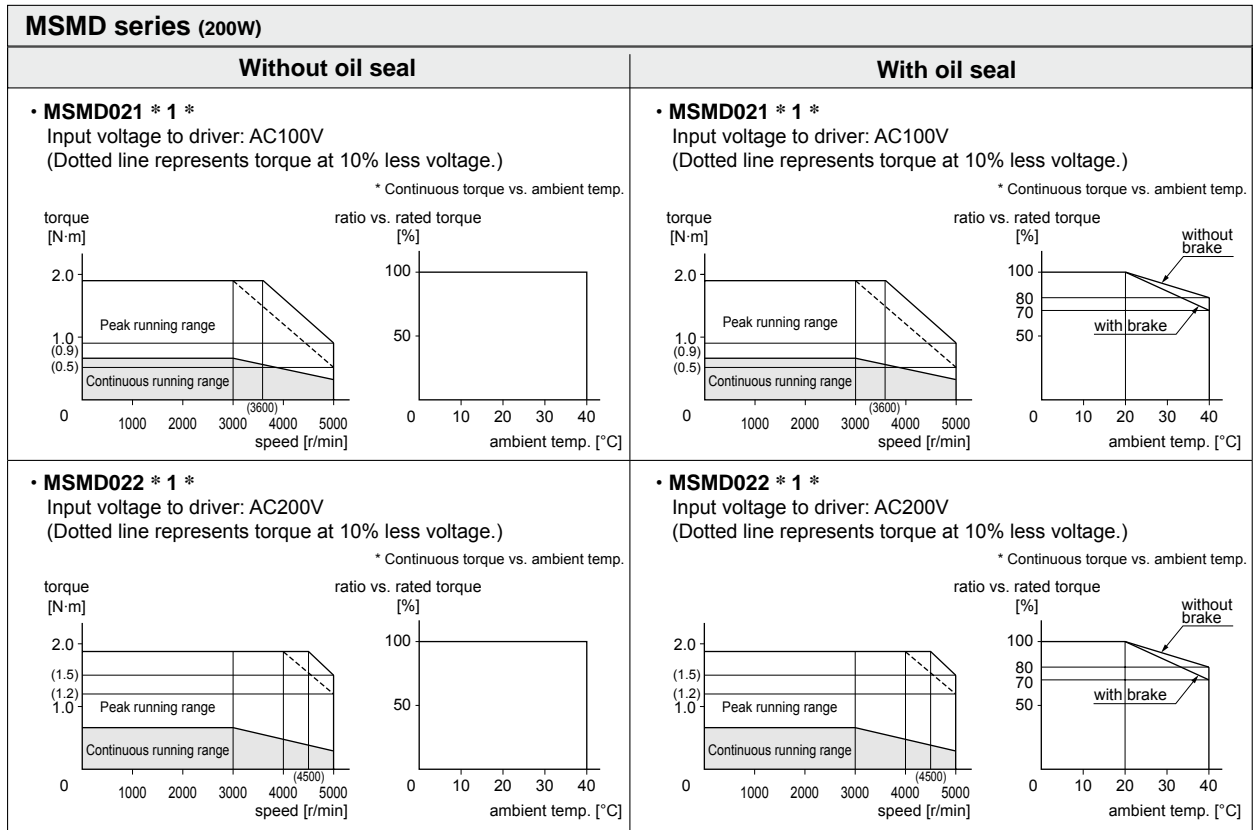 MSMD series (200W)
Without oil seal
With oil seal
・MSMD021 * 1 *
Input voltage to driver: AC100V
(Dotted line represents torque at 10% less voltage.)
* Continuous torque vs. ambient temp.
torque
[N·m]
2.0
1.0
(0.9)
(0.5)
0
Peak running range
Continuous running range
(3600)
1000 2000 3000 4000 5000
speed [r/min]
ratio vs. rated torque
[%]
100
50
0 10 20 30 40
ambient temp. [°C]
・MSMD021 * 1 *
Input voltage to driver: AC100V
(Dotted line represents torque at 10% less voltage.)
* Continuous torque vs. ambient temp.
torque
[N·m]
2.0
1.0
(0.9)
(0.5)
0
Peak running range
Continuous running range
(3600)
1000 2000 3000 4000 5000
speed [r/min]
ratio vs. rated torque
[%]
without
brake
100
80
70
50
with brake
0 10 20 30 40
ambient temp. [°C]
・MSMD022 * 1 *
Input voltage to driver: AC200V
(Dotted line represents torque at 10% less voltage.)
* Continuous torque vs. ambient temp.
torque
[N·m]
2.0
(1.5)
(1.2)
1.0
0
Peak running range
Continuous running range
(4500)
1000 2000 3000 4000 5000
speed [r/min]
ratio vs. rated torque
[%]
100
50
0 10 20 30 40
ambient temp. [°C]
・MSMD022 * 1 *
Input voltage to driver: AC200V
(Dotted line represents torque at 10% less voltage.)
* Continuous torque vs. ambient temp.
torque
[N·m]
2.0
(1.5)
(1.2)
1.0
0
Peak running range
Continuous running range
(4500)
1000 2000 3000 4000 5000
speed [r/min]
ratio vs. rated torque
[%]
without
brake
100
80
70
50
with brake
0 10 20 30 40
ambient temp. [°C]